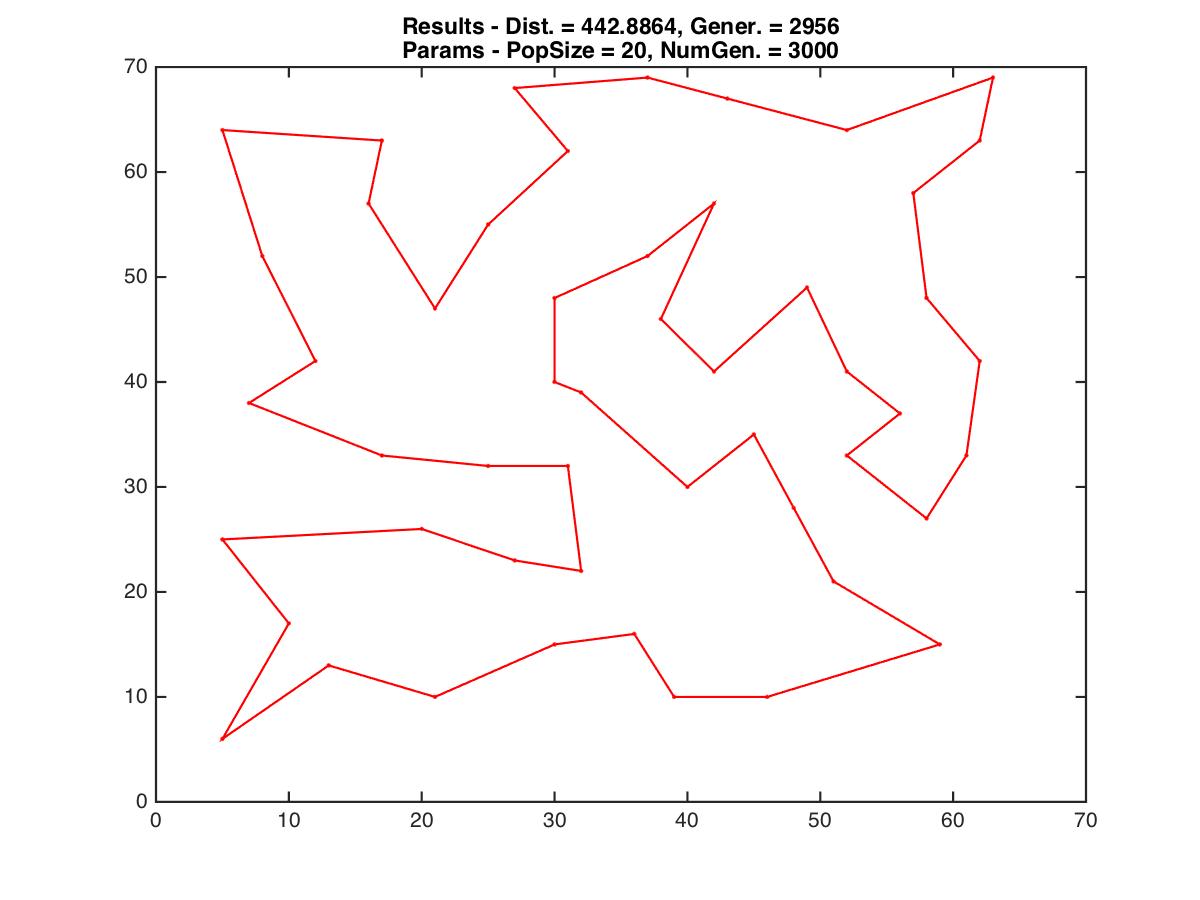 Results - Dist. = 442.8864, Gener. = 2956
Params - PopSize = 20, NumGen. = 3000
70
60
50
40
30
20
10
0
0 10 20 30 40 50 60 70